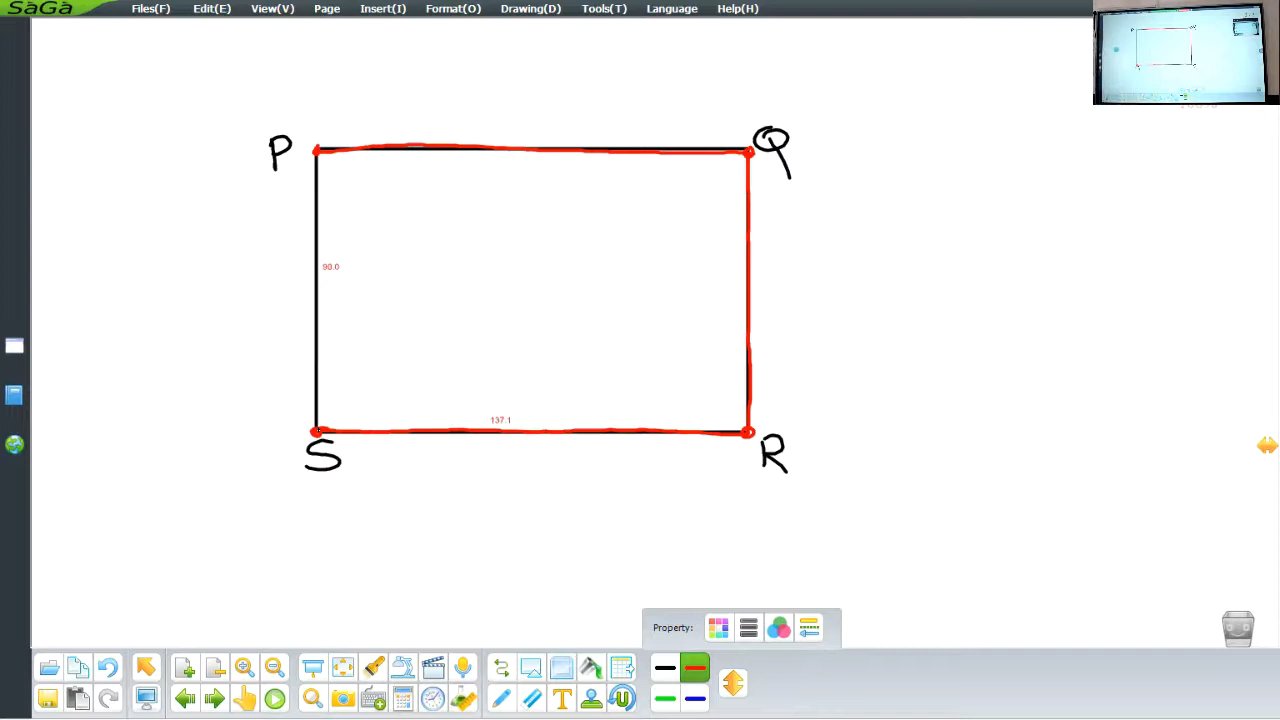 SaGa Files(F) Edit(E) View(V) Page Insert(I) Format(O) Drawing(D) Tools(T) Language Help(H)
P Q
90.0
137.1
S R
Property: